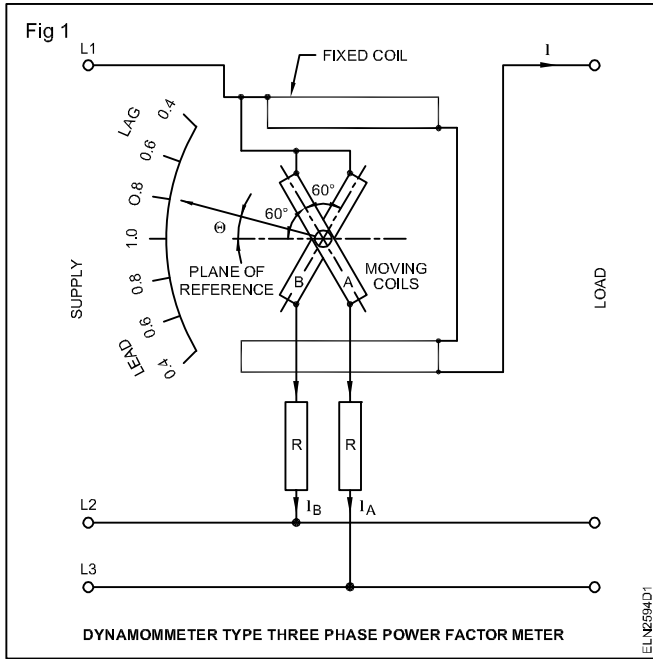 Fig 1
L1
FIXED COIL
I
LAG
0.4
0.6
O.8
1.0
0.8
0.6
0.4
LEAD
60°
60°
Θ
PLANE OF
REFERENCE
B
A
MOVING
COILS
SUPPLY
LOAD
R
R
IB
IA
L2
L3
DYNAMOMMETER TYPE THREE PHASE POWER FACTOR METER
ELN2594D1